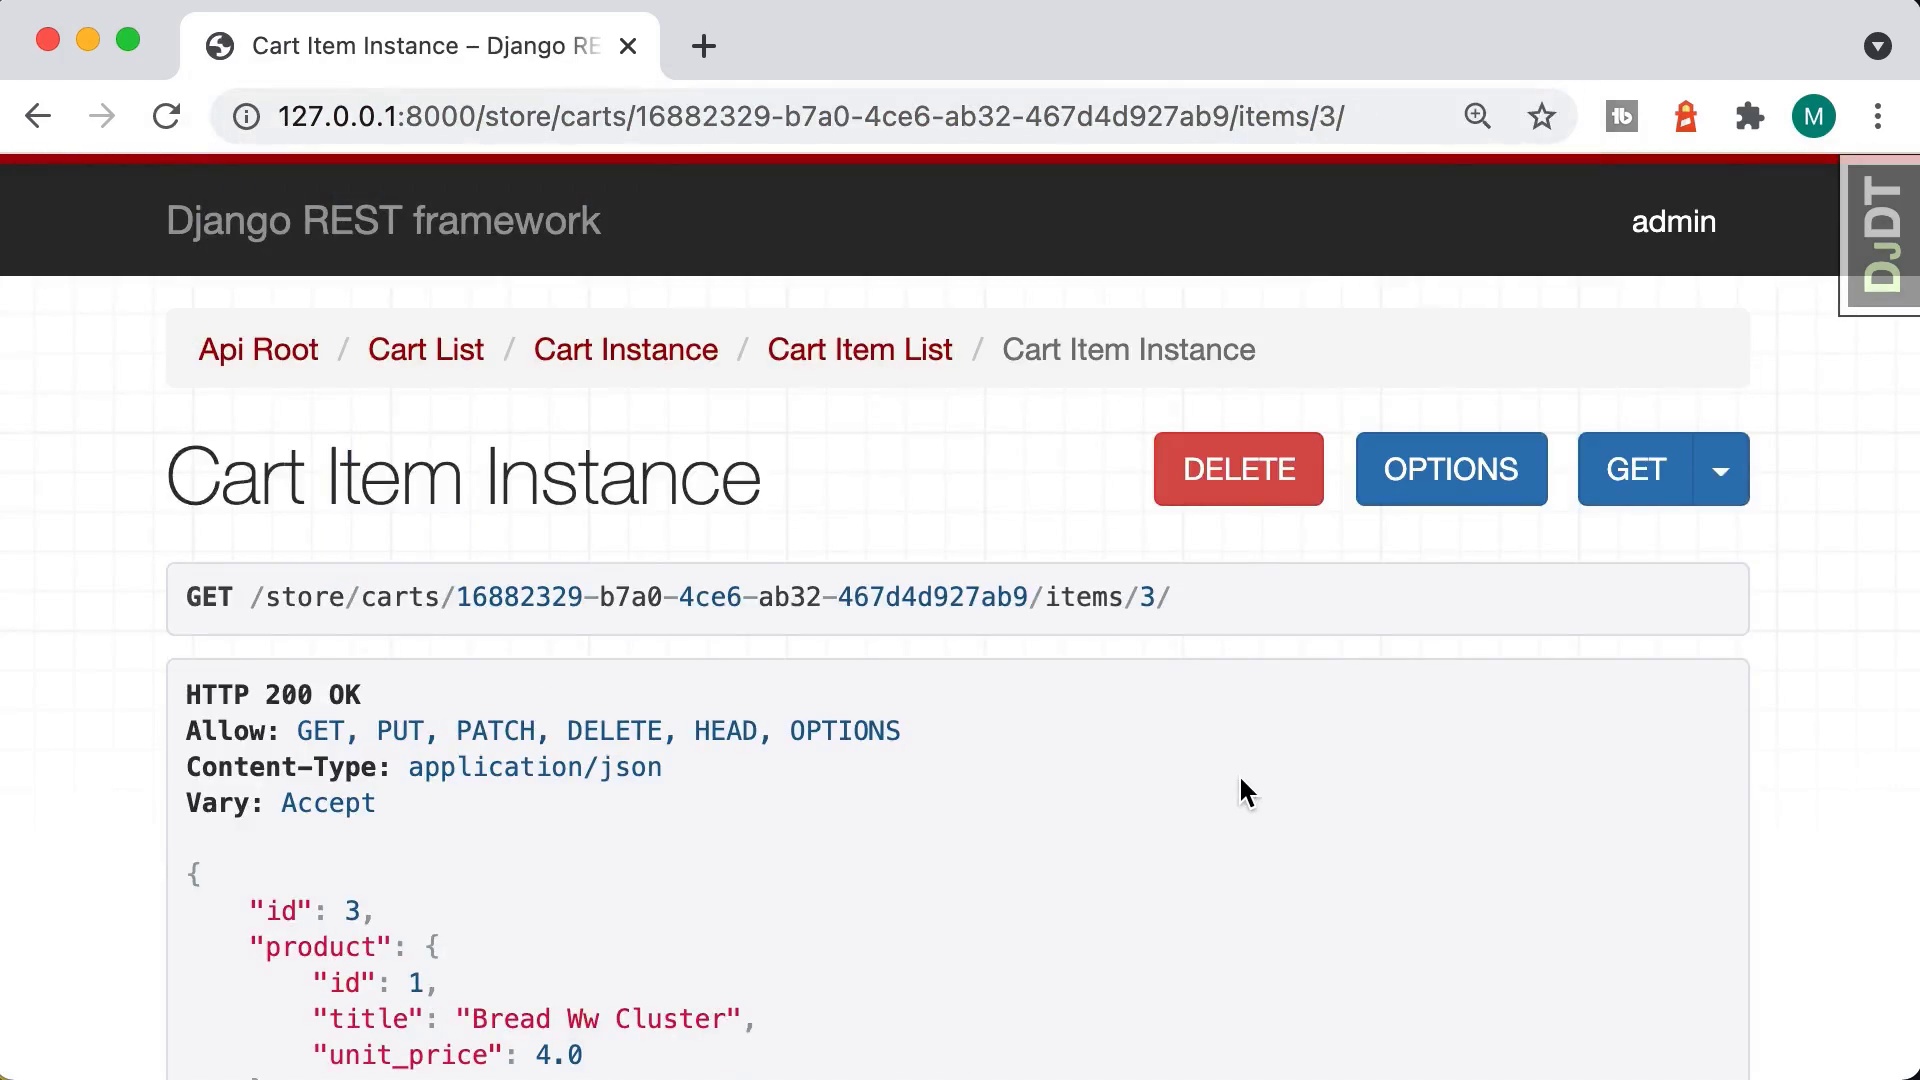 Cart Item Instance – Django RE
127.0.0.1:8000/store/carts/16882329-b7a0-4ce6-ab32-467d4d927ab9/items/3/
M
Django REST framework
admin
DJDT
Api Root / Cart List / Cart Instance / Cart Item List / Cart Item Instance
Cart Item Instance
DELETE
OPTIONS
GET
GET /store/carts/16882329-b7a0-4ce6-ab32-467d4d927ab9/items/3/
HTTP 200 OK
Allow: GET, PUT, PATCH, DELETE, HEAD, OPTIONS
Content-Type: application/json
Vary: Accept
{
"id": 3,
"product": {
"id": 1,
"title": "Bread Ww Cluster",
"unit_price": 4.0